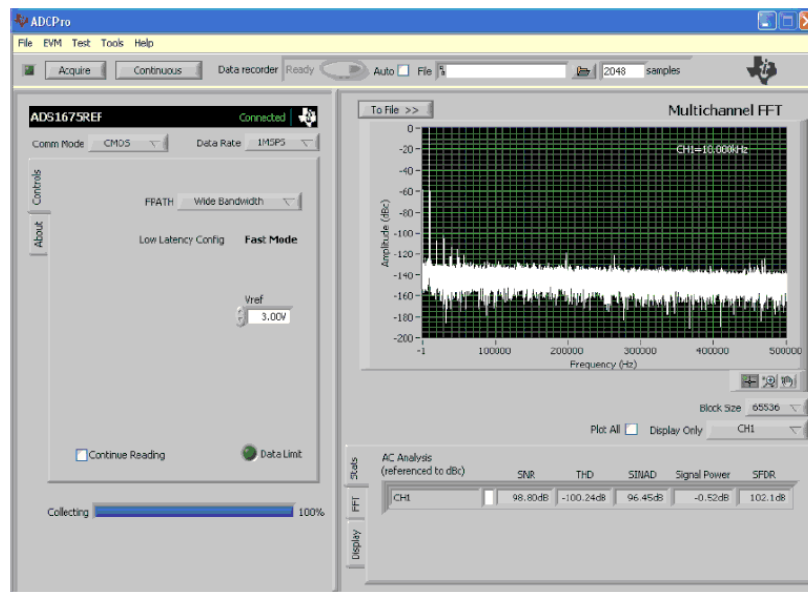 ADCPro
File EVM Test Tools Help
Acquire Continuous Data recorder Ready Auto File 2048 samples
ADS1675REF Connected
Comm Mode CMOS Data Rate 1MSPS
Controls
About
FPATH Wide Bandwidth
Low Latency Config Fast Mode
Vref
3.00V
Continue Reading Data Limit
Collecting 100%
To File >> Multichannel FFT
CH1=10.000kHz
Amplitude (dBc)
0
-20
-40
-60
-80
-100
-120
-140
-160
-180
-200
-1 100000 200000 300000 400000 500000
Frequency (Hz)
Block Size 65536
Plot All Display Only CH1
Stats
FFT
Display
AC Analysis
(referenced to dBc) SNR THD SINAD Signal Power SFDR
CH1 98.80dB -100.24dB 96.45dB -0.52dB 102.1dB